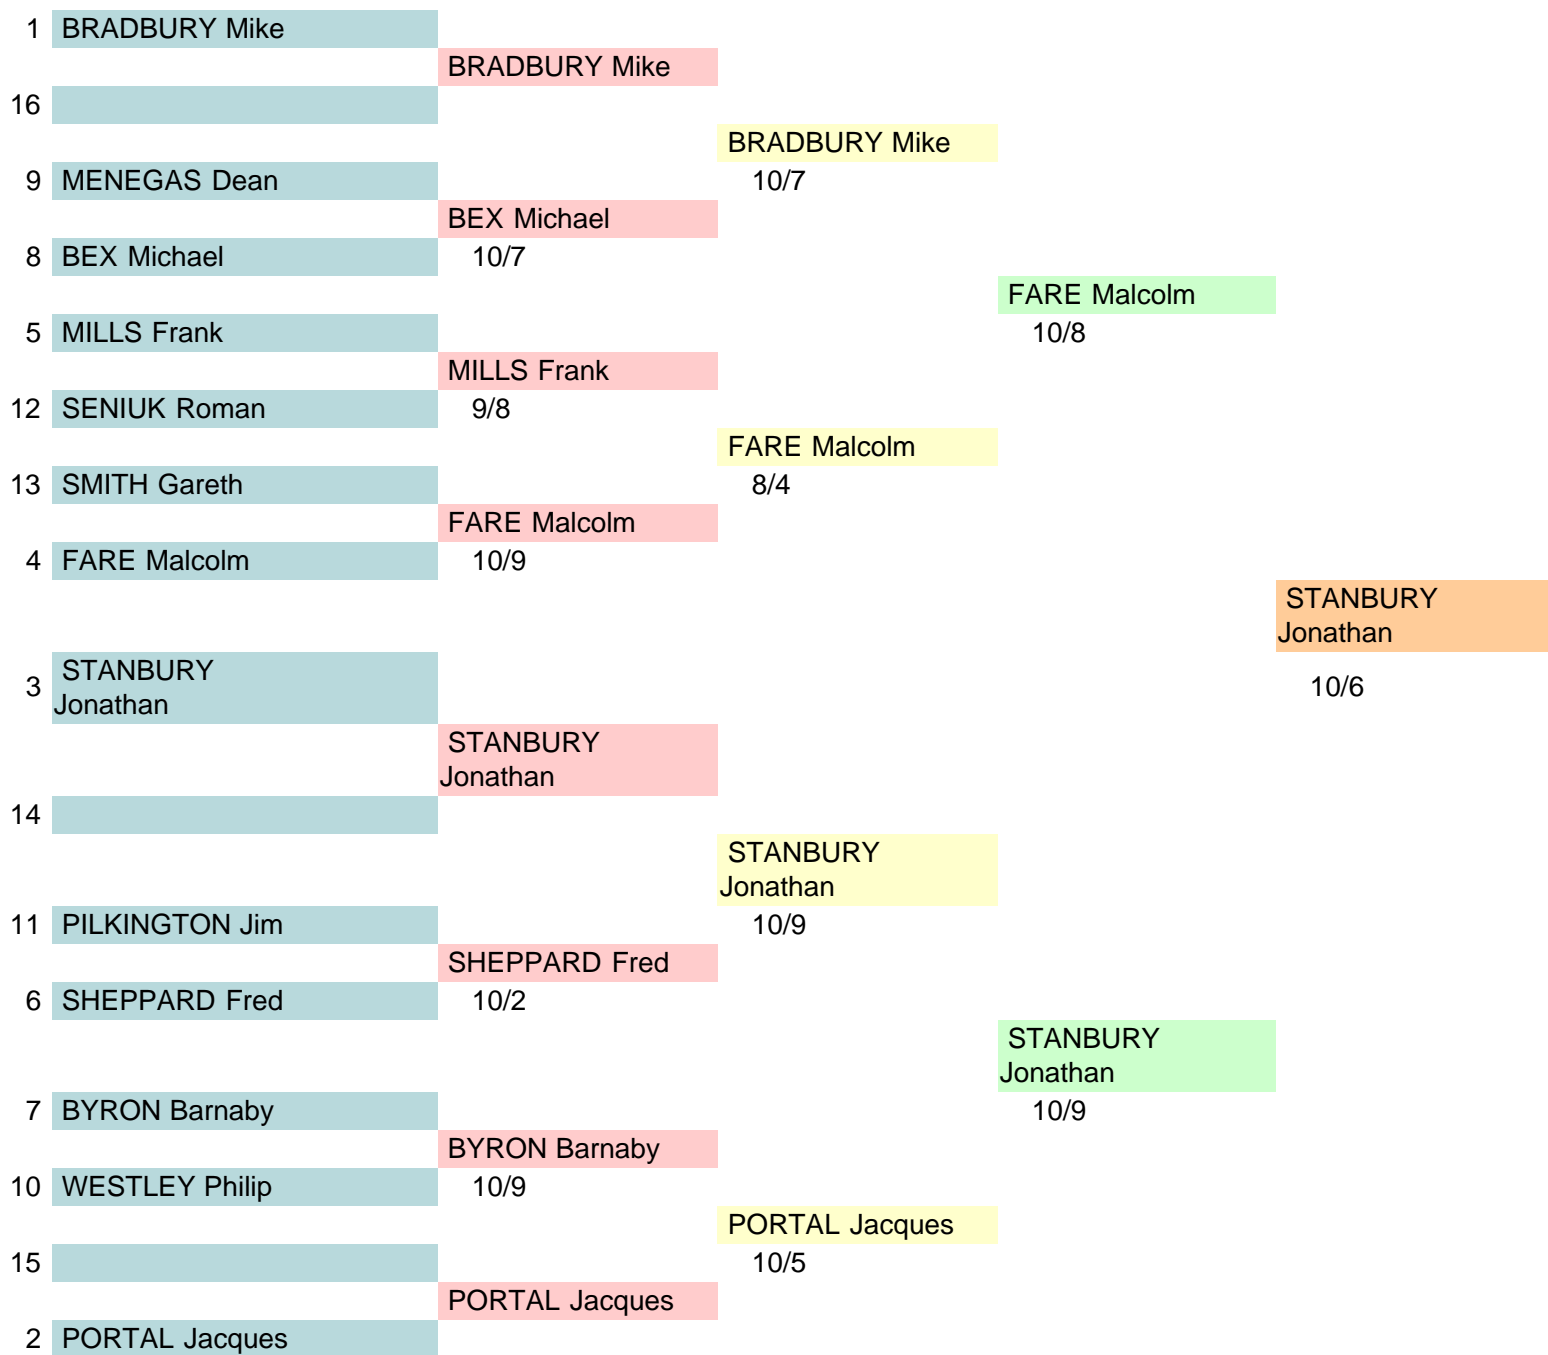 1 BRADBURY Mike
BRADBURY Mike
16
BRADBURY Mike
9 MENEGAS Dean 10/7
BEX Michael
8 BEX Michael 10/7
FARE Malcolm
5 MILLS Frank 10/8
MILLS Frank
12 SENIUK Roman 9/8
FARE Malcolm
13 SMITH Gareth 8/4
FARE Malcolm
4 FARE Malcolm 10/9
STANBURY
Jonathan
3 STANBURY
Jonathan 10/6
STANBURY
Jonathan
14
STANBURY
Jonathan
11 PILKINGTON Jim 10/9
SHEPPARD Fred
6 SHEPPARD Fred 10/2
STANBURY
Jonathan
7 BYRON Barnaby 10/9
BYRON Barnaby
10 WESTLEY Philip 10/9
PORTAL Jacques
15 10/5
PORTAL Jacques
2 PORTAL Jacques